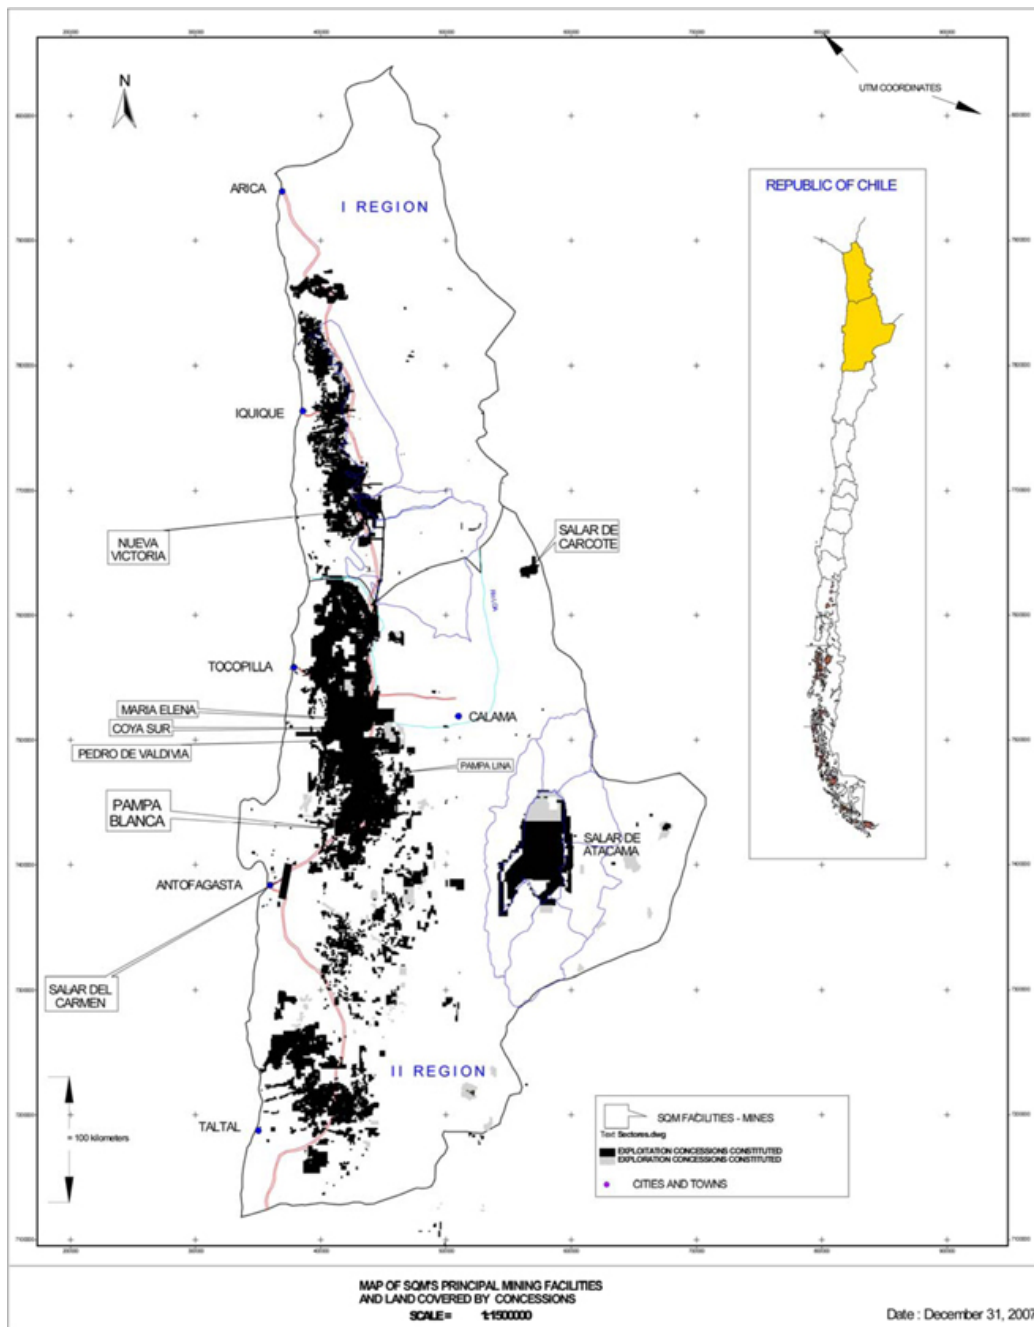 N
UTM COORDINATES
REPUBLIC OF CHILE
ARICA
I REGION
IQUIQUE
NUEVA
VICTORIA
SALAR DE
CARCOTE
TOCOPILLA
MARIA ELENA
COYA SUR
PEDRO DE VALDIVIA
CALAMA
PAMPA LINA
PAMPA
BLANCA
SALAR DE
ATACAMA
ANTOFAGASTA
SALAR DEL
CARMEN
II REGION
TALTAL
= 100 kilometers
SQM FACILITIES - MINES
Text Sectores.dwg
EXPLOITATION CONCESSIONS CONSTITUTED
EXPLORATION CONCESSIONS CONSTITUTED
CITIES AND TOWNS
MAP OF SQM'S PRINCIPAL MINING FACILITIES
AND LAND COVERED BY CONCESSIONS
SCALE = 1:1500000
Date : December 31, 2007